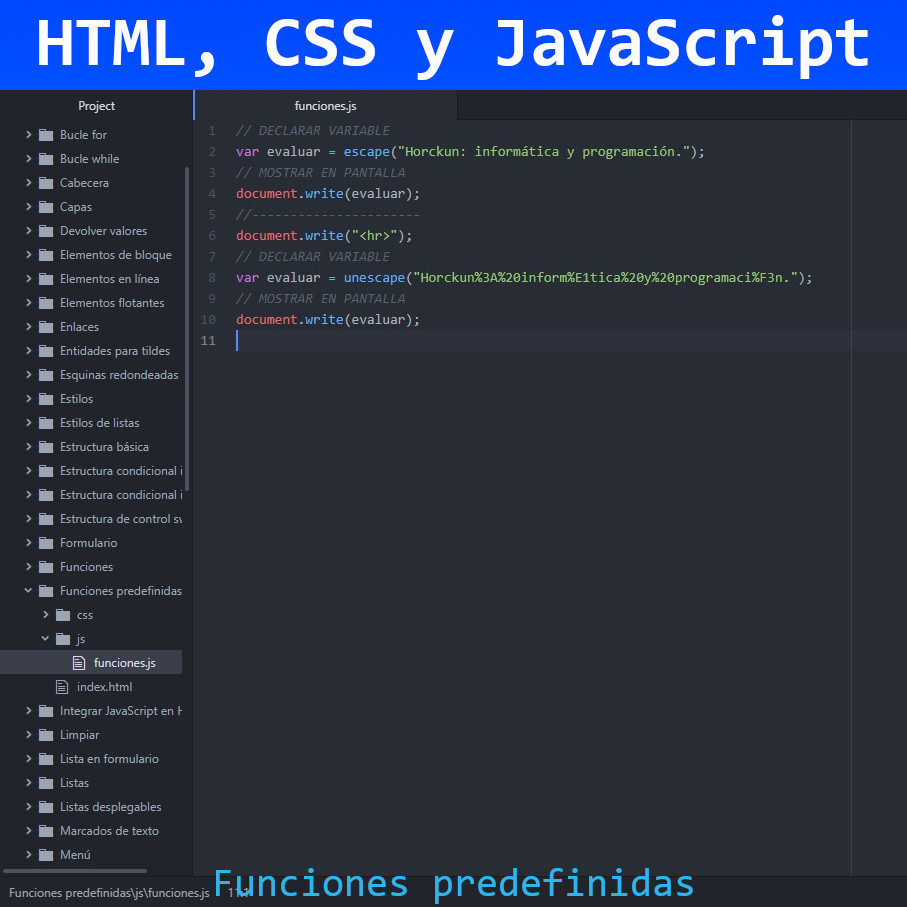 HTML, CSS y JavaScript
Project
Bucle for
Bucle while
Cabecera
Capas
Devolver valores
Elementos de bloque
Elementos en línea
Elementos flotantes
Enlaces
Entidades para tildes
Esquinas redondeadas
Estilos
Estilos de listas
Estructura básica
Estructura condicional i
Estructura condicional i
Estructura de control sw
Formulario
Funciones
Funciones predefinidas
css
js
funciones.js
index.html
Integrar JavaScript en H
Limpiar
Lista en formulario
Listas
Listas desplegables
Marcados de texto
Menú
funciones.js
1 // DECLARAR VARIABLE
2 var evaluar = escape("Horckun: informática y programación.");
3 // MOSTRAR EN PANTALLA
4 document.write(evaluar);
5 //----------------------
6 document.write("<hr>");
7 // DECLARAR VARIABLE
8 var evaluar = unescape("Horckun%3A%20inform%E1tica%20y%20programaci%F3n.");
9 // MOSTRAR EN PANTALLA
10 document.write(evaluar);
11
Funciones predefinidas\js\funciones.js 11:1
Funciones predefinidas